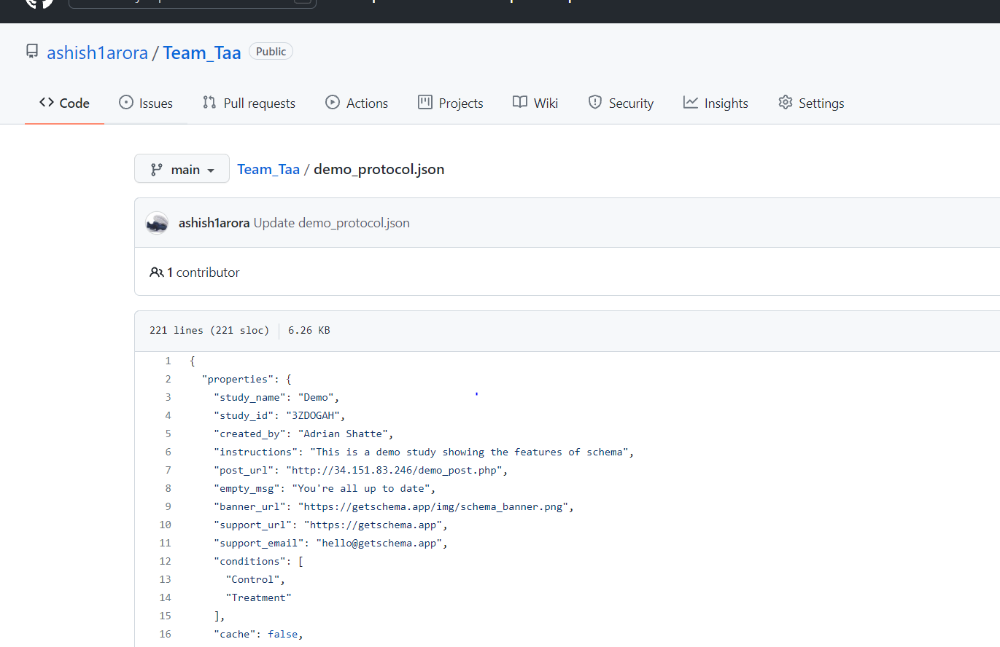 ashish1arora / Team_Taa Public
Code Issues Pull requests Actions Projects Wiki Security Insights Settings
main Team_Taa / demo_protocol.json
ashish1arora Update demo_protocol.json
1 contributor
221 lines (221 sloc) 6.26 KB
1 {
2 "properties": {
3 "study_name": "Demo",
4 "study_id": "3ZDOGAH",
5 "created_by": "Adrian Shatte",
6 "instructions": "This is a demo study showing the features of schema",
7 "post_url": "http://34.151.83.246/demo_post.php",
8 "empty_msg": "You're all up to date",
9 "banner_url": "https://getschema.app/img/schema_banner.png",
10 "support_url": "https://getschema.app",
11 "support_email": "hello@getschema.app",
12 "conditions": [
13 "Control",
14 "Treatment"
15 ],
16 "cache": false,